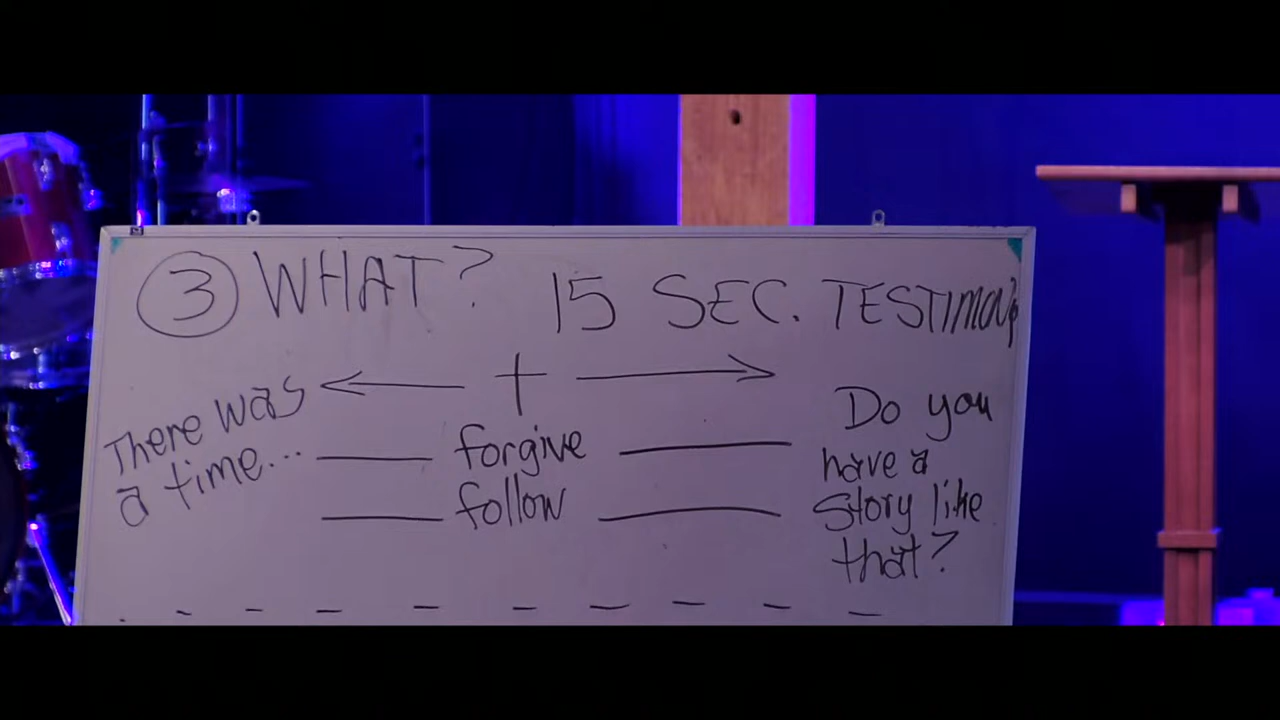 3 WHAT? 15 SEC. TESTIMONY
There was
a time...
forgive
follow
Do you
have a
story like
that?